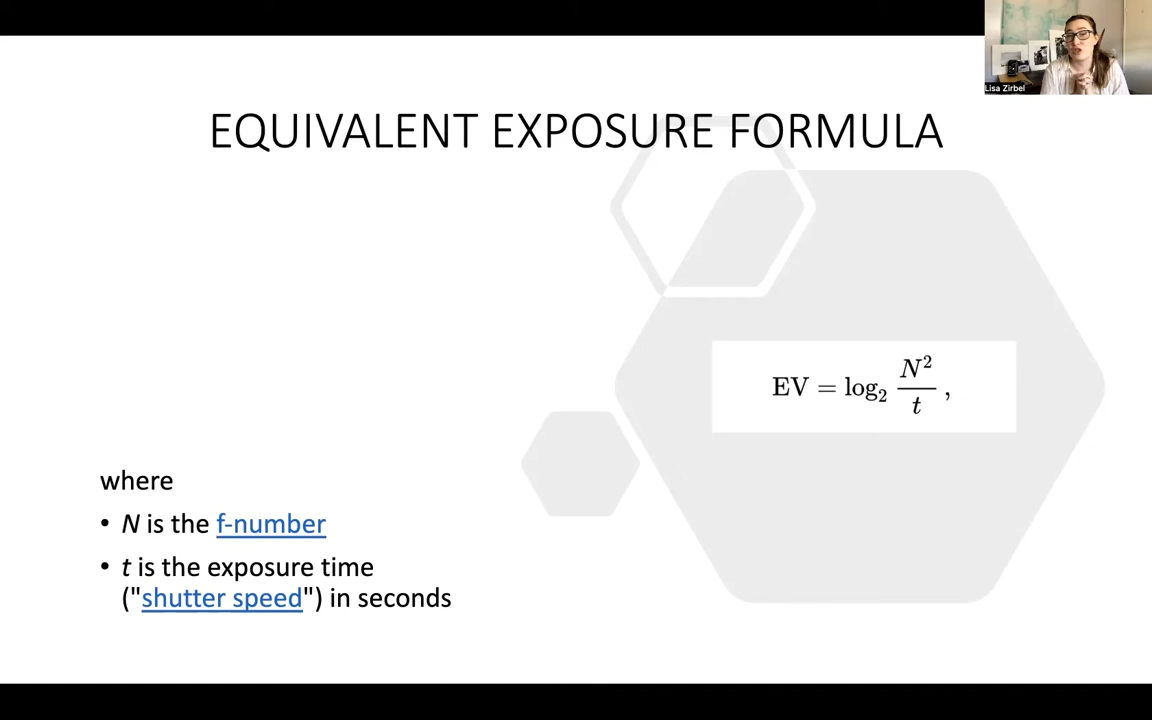 Lisa Zirbel
EQUIVALENT EXPOSURE FORMULA
EV = log₂ N²/t ,
where
• N is the f-number
• t is the exposure time
("shutter speed") in seconds